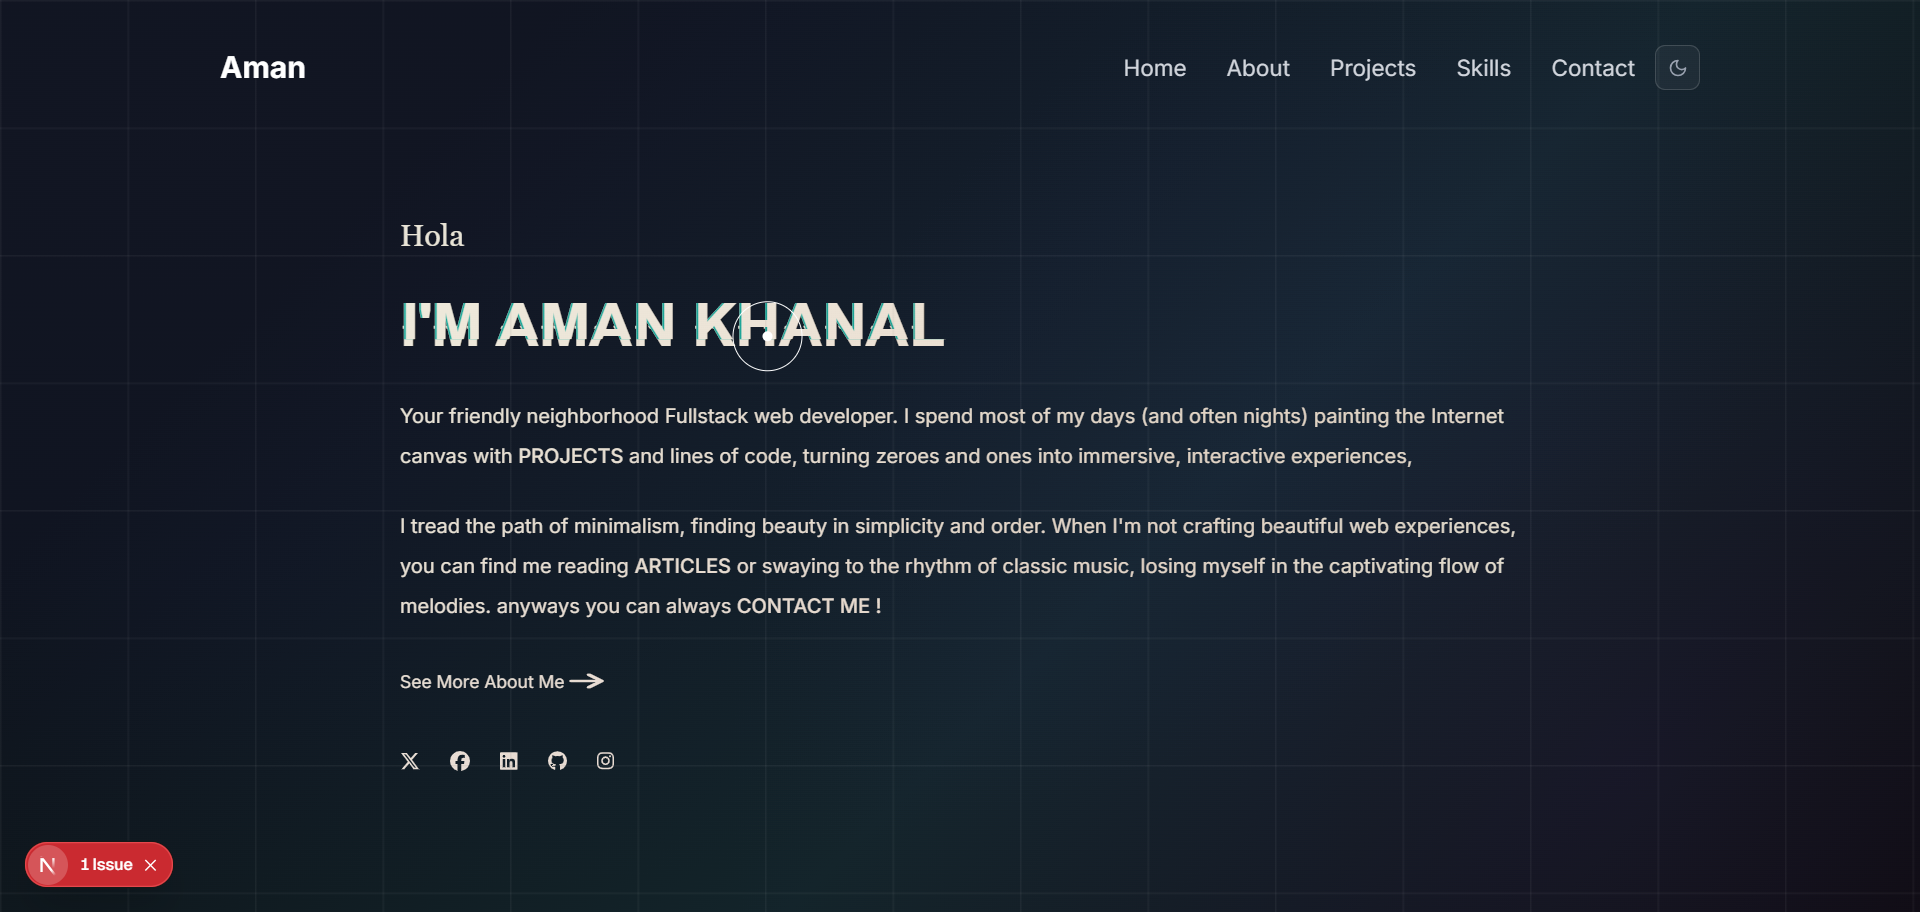 Aman
Home About Projects Skills Contact
Hola
I'M AMAN KHANAL
Your friendly neighborhood Fullstack web developer. I spend most of my days (and often nights) painting the Internet
canvas with PROJECTS and lines of code, turning zeroes and ones into immersive, interactive experiences,
I tread the path of minimalism, finding beauty in simplicity and order. When I'm not crafting beautiful web experiences,
you can find me reading ARTICLES or swaying to the rhythm of classic music, losing myself in the captivating flow of
melodies. anyways you can always CONTACT ME !
See More About Me
1 Issue